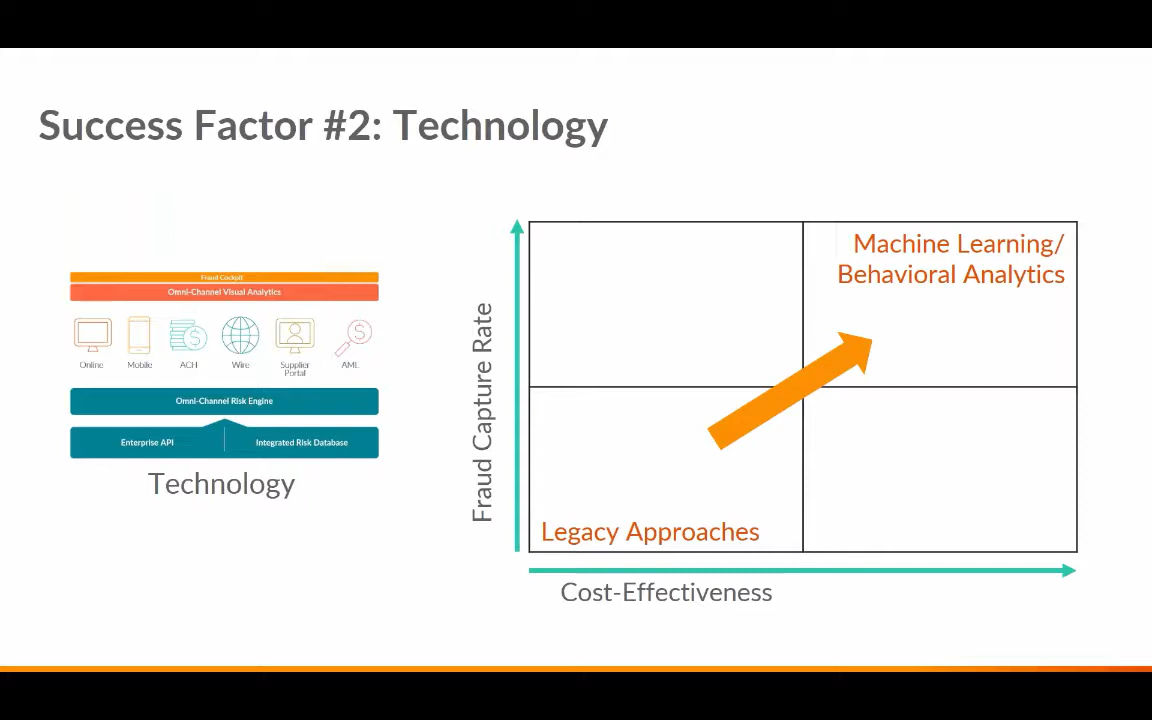 Success Factor #2: Technology
Fraud Cockpit
Omni-Channel Visual Analytics
Online
Mobile
ACH
Wire
Supplier
Portal
AML
Omni-Channel Risk Engine
Enterprise API
Integrated Risk Database
Technology
Fraud Capture Rate
Machine Learning/
Behavioral Analytics
Legacy Approaches
Cost-Effectiveness